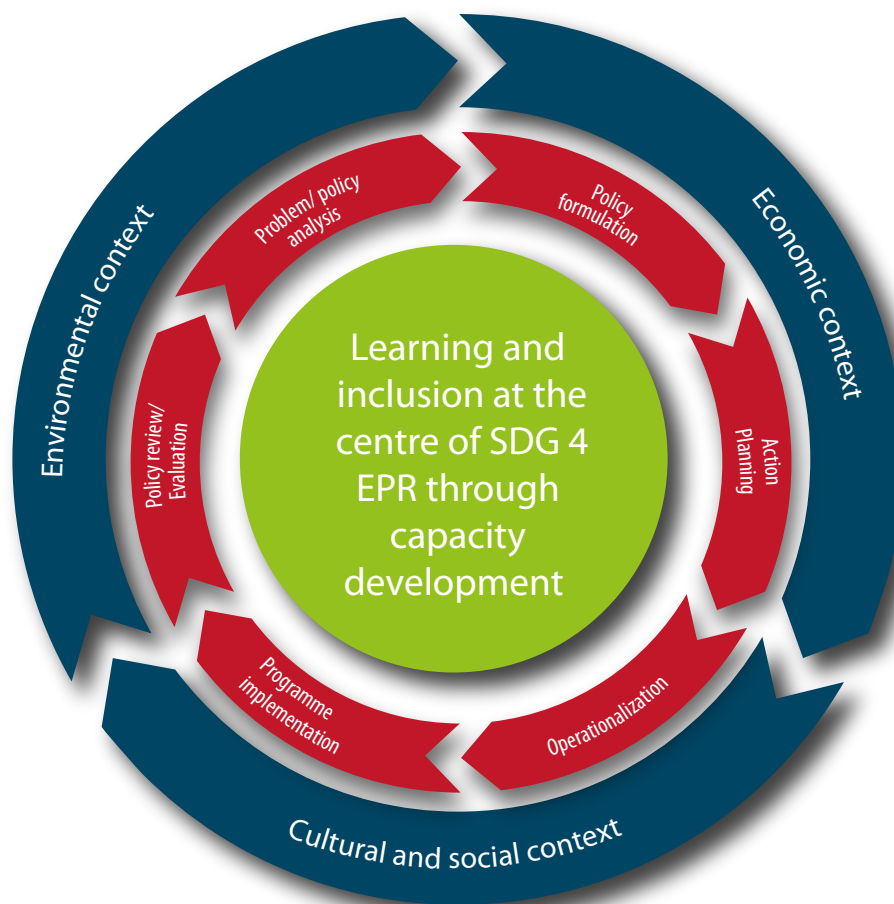 Environmental context
Economic context
Cultural and social context
Problem/ policy
analysis
Policy
formulation
Action
Planning
Operationalization
Programme
implementation
Policy review/
Evaluation
Learning and
inclusion at the
centre of SDG 4
EPR through
capacity
development